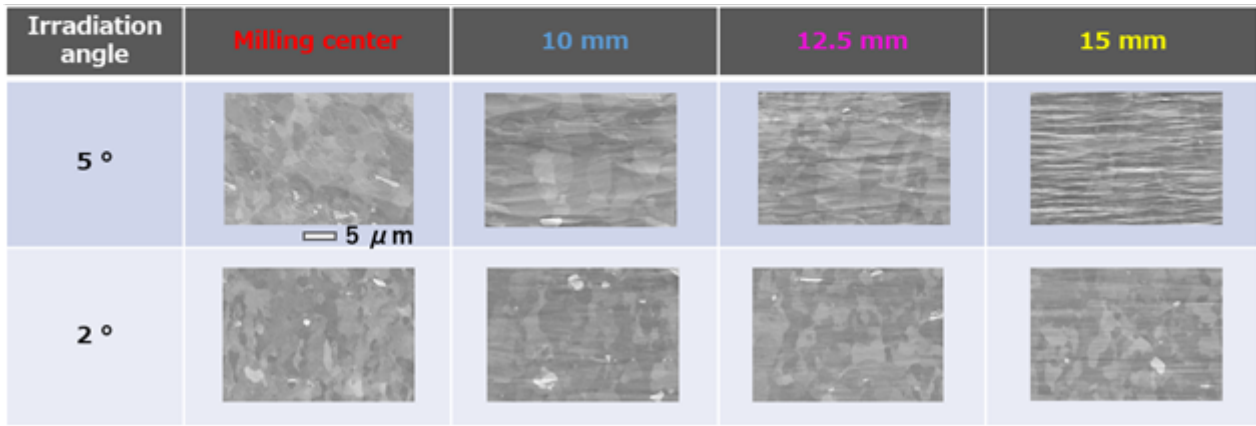 Irradiation
angle
Milling center
10 mm
12.5 mm
15 mm
5 °
5 μm
2 °